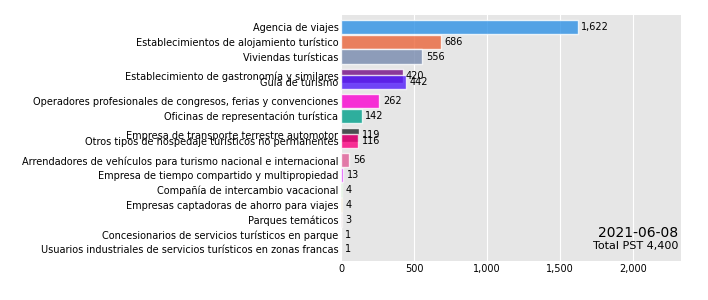 Agencia de viajes 1,622
Establecimientos de alojamiento turístico 686
Viviendas turísticas 556
Establecimiento de gastronomía y similares 420
Guía de turismo 442
Operadores profesionales de congresos, ferias y convenciones 262
Oficinas de representación turística 142
Empresa de transporte terrestre automotor 119
Otros tipos de hospedaje turísticos no permanentes 116
Arrendadores de vehículos para turismo nacional e internacional 56
Empresa de tiempo compartido y multipropiedad 13
Compañía de intercambio vacacional 4
Empresas captadoras de ahorro para viajes 4
Parques temáticos 3
Concesionarios de servicios turísticos en parque 1
Usuarios industriales de servicios turísticos en zonas francas 1
2021-06-08
Total PST 4,400
0 500 1,000 1,500 2,000